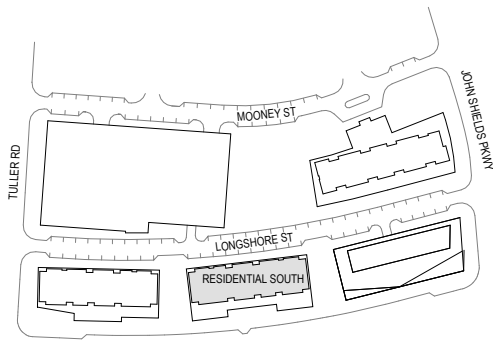 MOONEY ST
JOHN SHIELDS PKWY
TULLER RD
LONGSHORE ST
RESIDENTIAL SOUTH